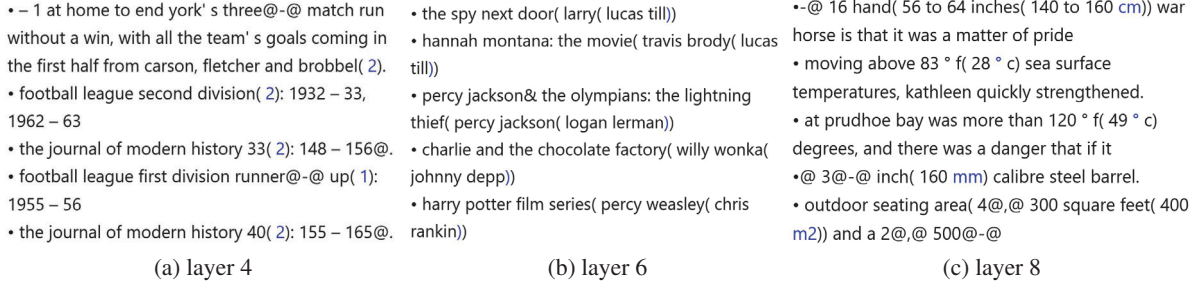 • – 1 at home to end york' s three@-@ match run
without a win, with all the team' s goals coming in
the first half from carson, fletcher and brobbel( 2).
• football league second division( 2): 1932 – 33,
1962 – 63
• the journal of modern history 33( 2): 148 – 156@.
• football league first division runner@-@ up( 1):
1955 – 56
• the journal of modern history 40( 2): 155 – 165@.
(a) layer 4
• the spy next door( larry( lucas till))
• hannah montana: the movie( travis brody( lucas
till))
• percy jackson& the olympians: the lightning
thief( percy jackson( logan lerman))
• charlie and the chocolate factory( willy wonka(
johnny depp))
• harry potter film series( percy weasley( chris
rankin))
(b) layer 6
•-@ 16 hand( 56 to 64 inches( 140 to 160 cm)) war
horse is that it was a matter of pride
• moving above 83 ° f( 28 ° c) sea surface
temperatures, kathleen quickly strengthened.
• at prudhoe bay was more than 120 ° f( 49 ° c)
degrees, and there was a danger that if it
•@ 3@-@ inch( 160 mm) calibre steel barrel.
• outdoor seating area( 4@,@ 300 square feet( 400
m2)) and a 2@,@ 500@-@
(c) layer 8